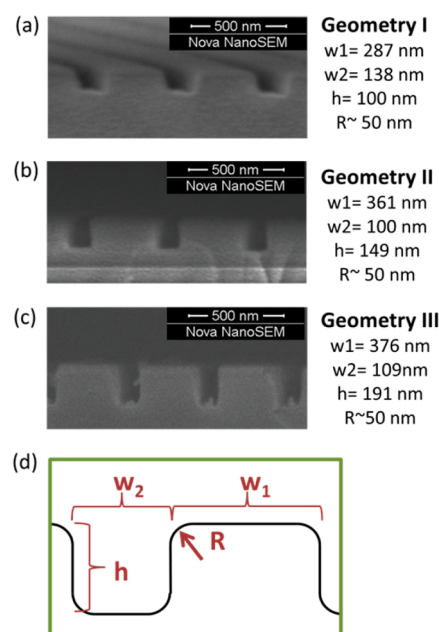 (a)
500 nm
Nova NanoSEM
Geometry I
w1= 287 nm
w2= 138 nm
h= 100 nm
R~ 50 nm
(b)
500 nm
Nova NanoSEM
Geometry II
w1= 361 nm
w2= 100 nm
h= 149 nm
R~ 50 nm
(c)
500 nm
Nova NanoSEM
Geometry III
w1= 376 nm
w2= 109nm
h= 191 nm
R~50 nm
(d)
w2 w1
h R